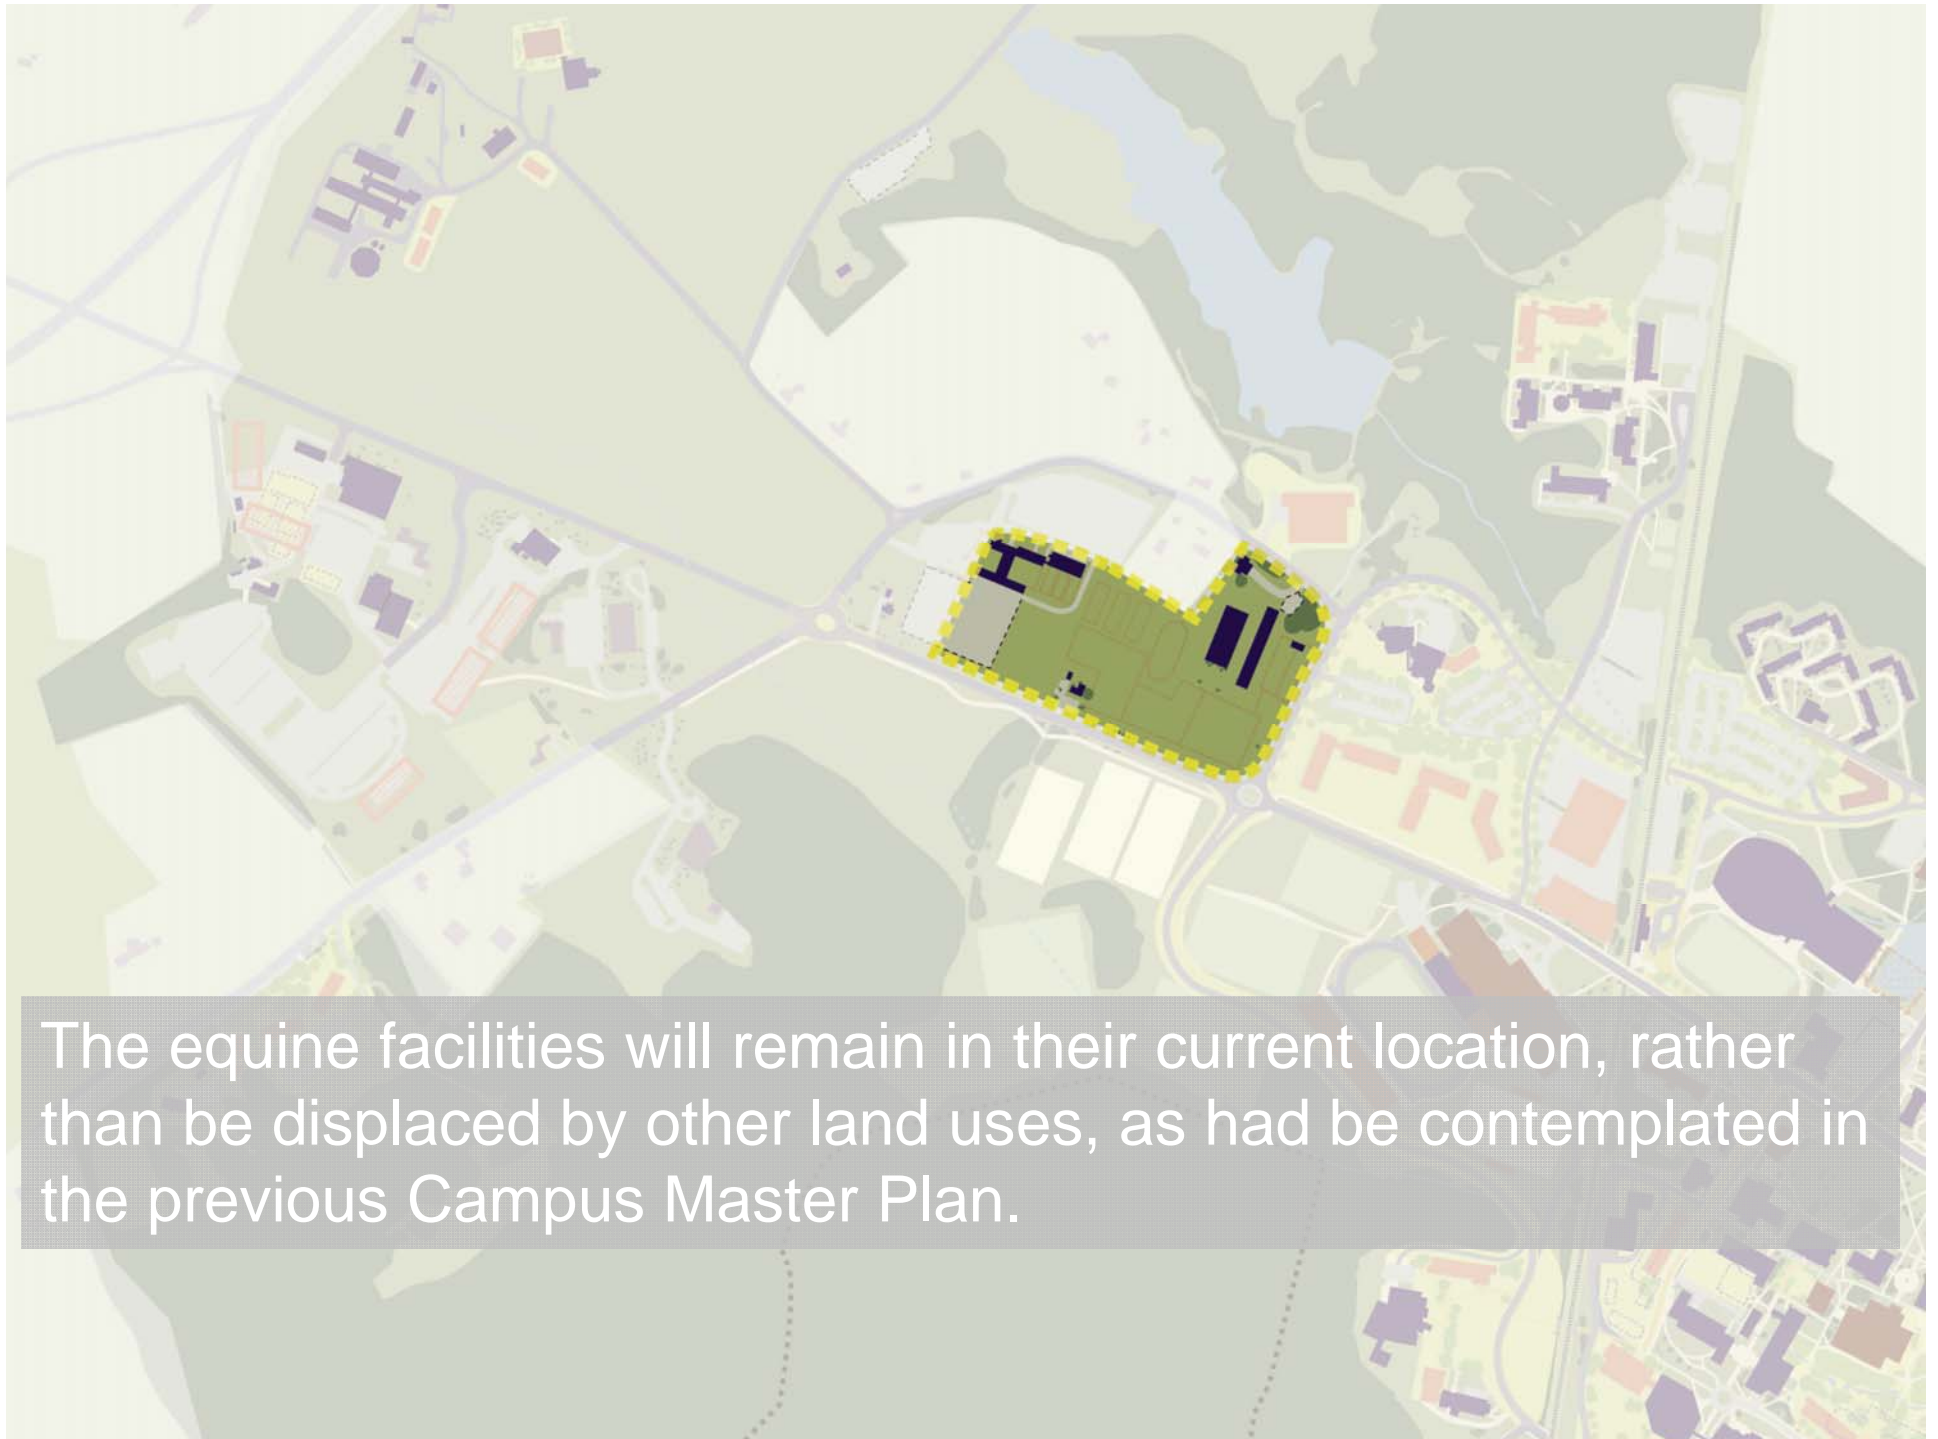 The equine facilities will remain in their current location, rather
than be displaced by other land uses, as had be contemplated in
the previous Campus Master Plan.